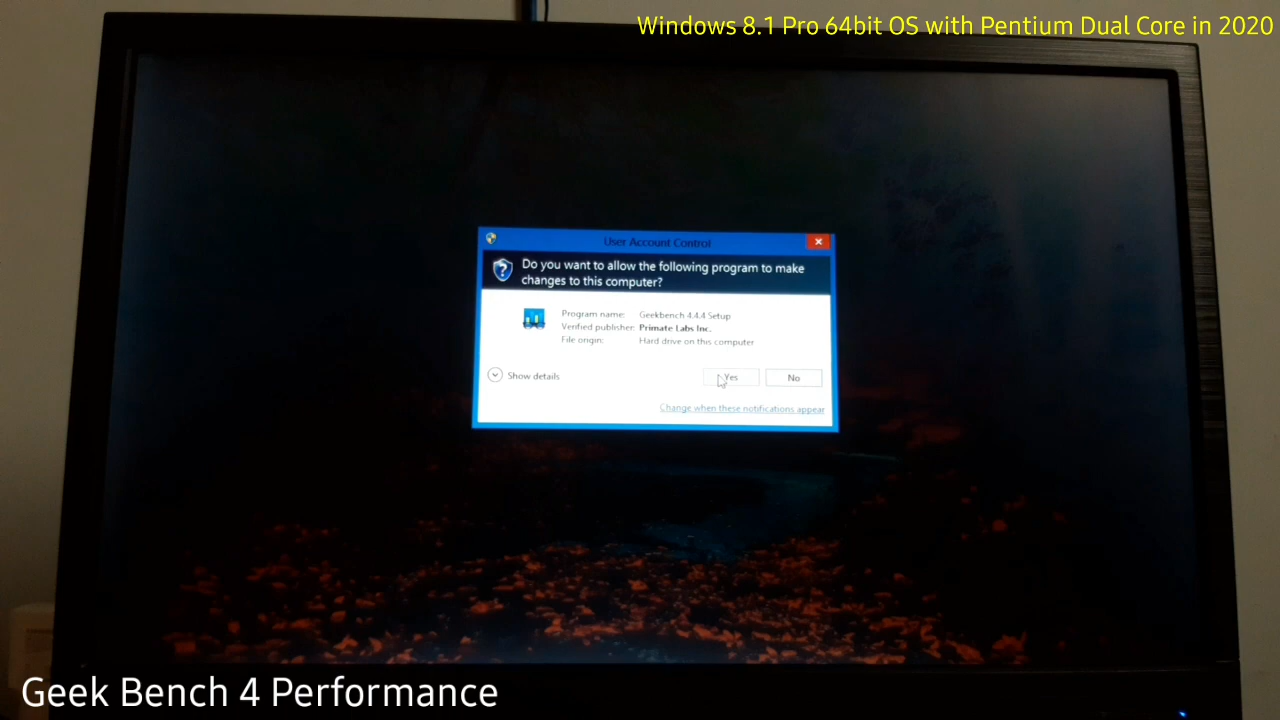 Windows 8.1 Pro 64bit OS with Pentium Dual Core in 2020
User Account Control
Do you want to allow the following program to make
changes to this computer?
Program name: Geekbench 4.4.4 Setup
Verified publisher: Primate Labs Inc.
File origin: Hard drive on this computer
Show details
Yes
No
Change when these notifications appear
Geek Bench 4 Performance